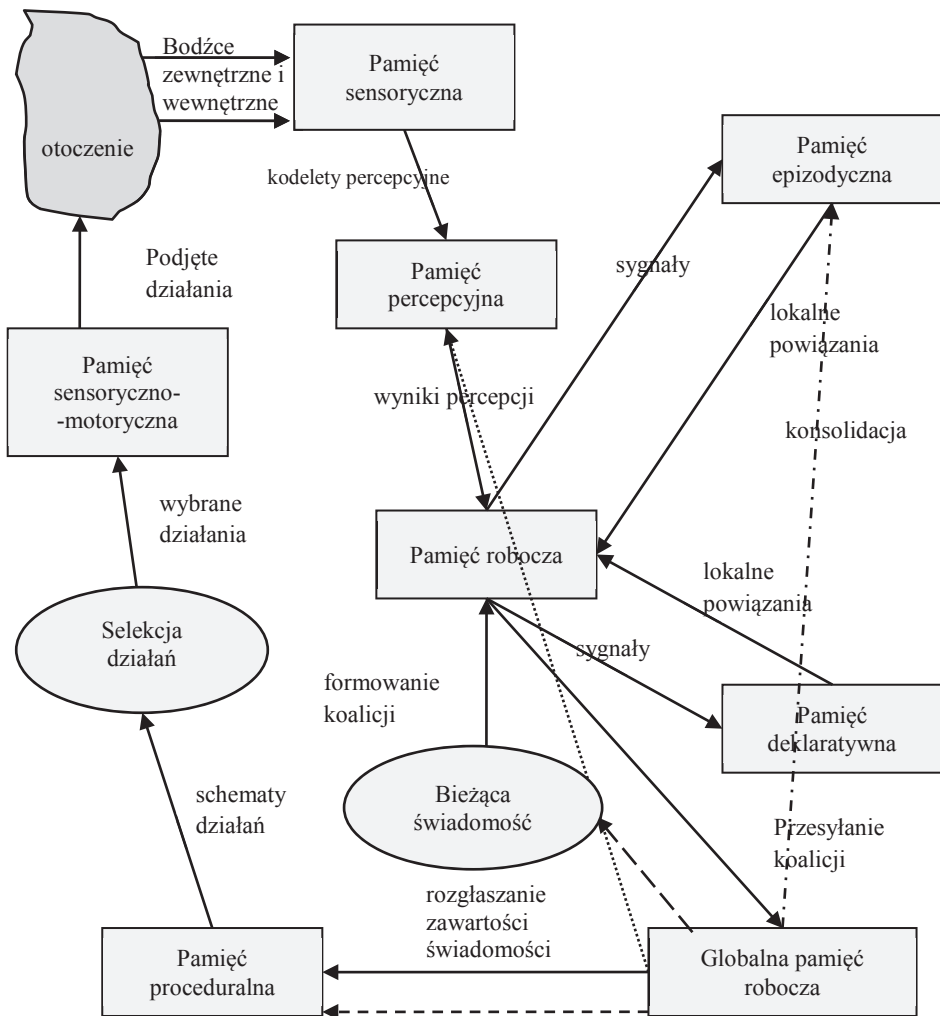 Bodźce
zewnętrzne i
wewnętrzne
Pamięć
sensoryczna
otoczenie
kodelety percepcyjne
Pamięć
epizodyczna
Podjęte
działania
Pamięć
percepcyjna
sygnały
lokalne
powiązania
Pamięć
sensoryczno-
-motoryczna
wyniki percepcji
konsolidacja
wybrane
działania
Pamięć robocza
lokalne
powiązania
Selekcja
działań
sygnały
formowanie
koalicji
Pamięć
deklaratywna
schematy
działań
Bieżąca
świadomość
Przesyłanie
koalicji
rozgłaszanie
zawartości
świadomości
Pamięć
proceduralna
Globalna pamięć
robocza